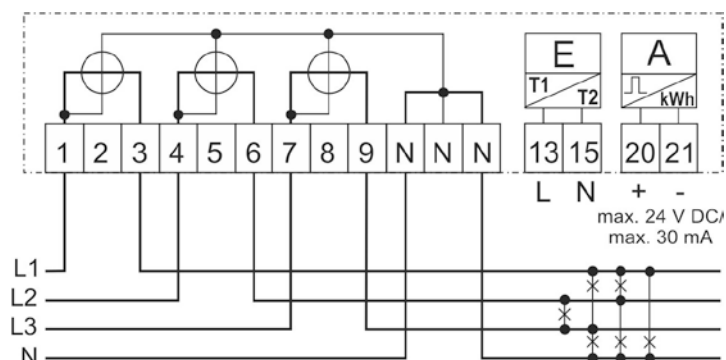 E A
T1 T2 kWh
1 2 3 4 5 6 7 8 9 N N N 13 15 20 21
L N + -
max. 24 V DC/
max. 30 mA
L1
L2
L3
N